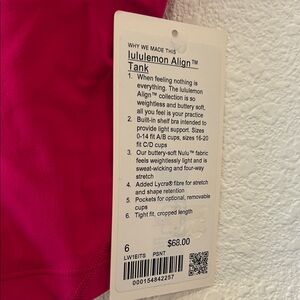 WHY WE MADE THIS
lululemon Align™
Tank
1. When feeling nothing is
everything. The lululemon
Align™ collection is so
weightless and buttery soft,
all you feel is your practice
2. Built-in shelf bra intended to
provide light support. Sizes
0-14 fit A/B cups, sizes 16-20
fit C/D cups
3. Our buttery-soft Nulu™ fabric
feels weightlessly light and is
sweat-wicking and four-way
stretch
4. Added Lycra® fibre for stretch
and shape retention
5. Pockets for optional, removable
cups
6. Tight fit, cropped length
6 $68.00
LW1BITS PSNT
000154842257